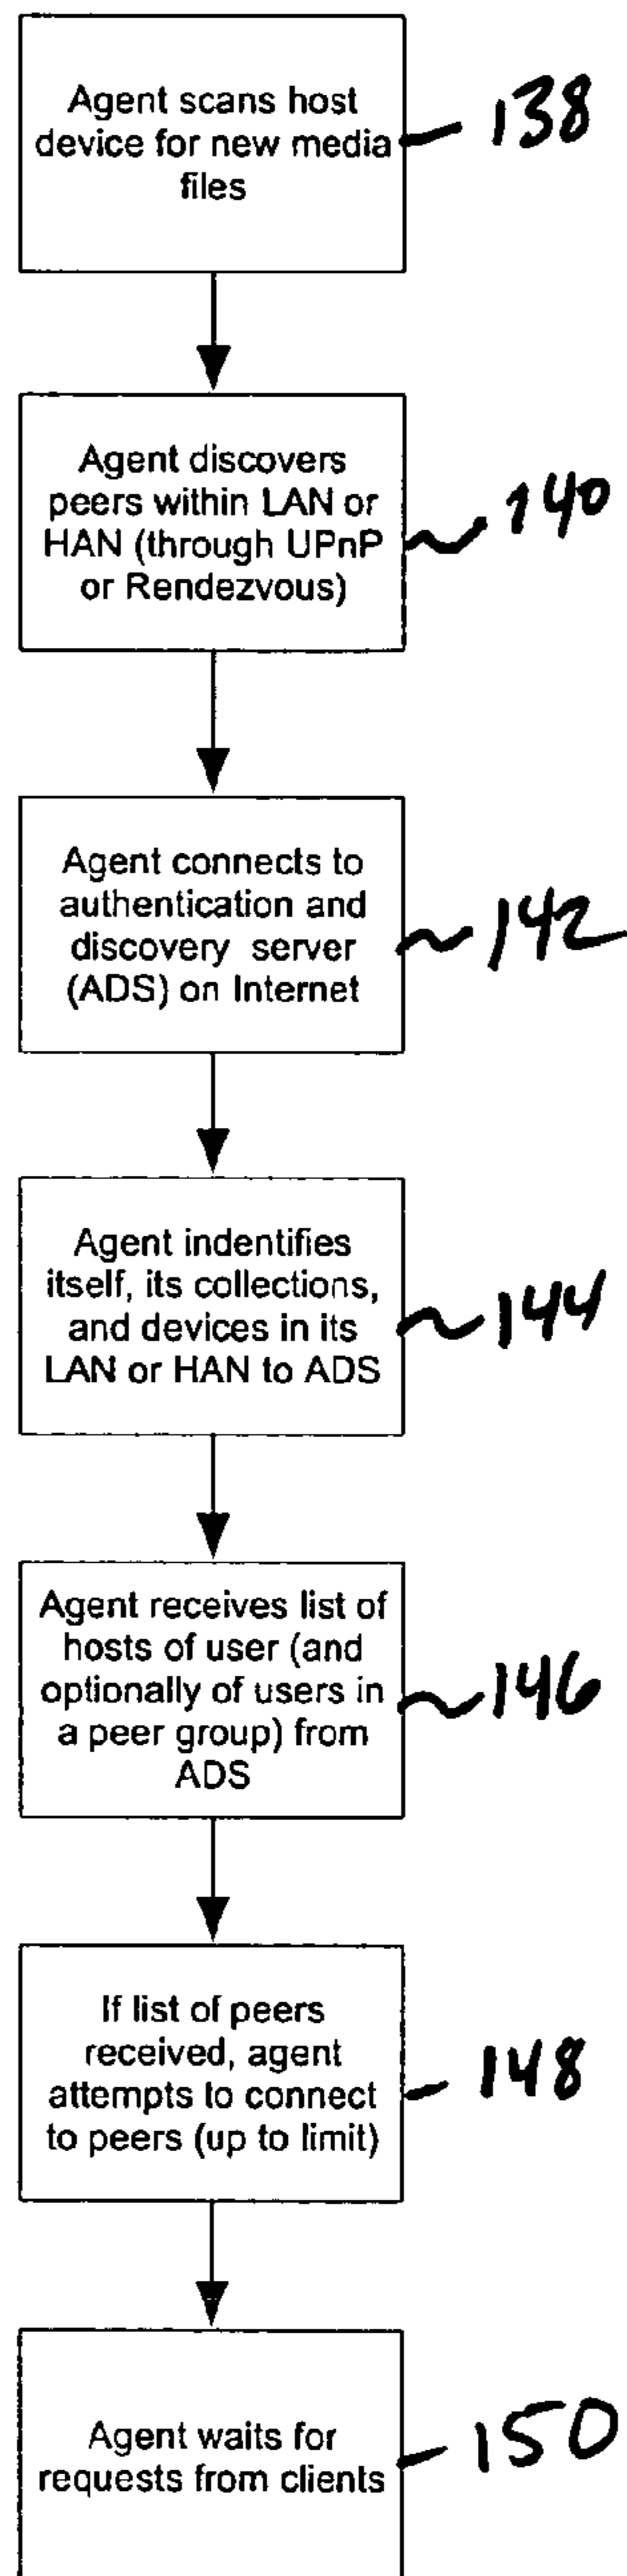 Agent scans host
device for new media
files
138
Agent discovers
peers within LAN or
HAN (through UPnP
or Rendezvous)
140
Agent connects to
authentication and
discovery server
(ADS) on Internet
142
Agent indentifies
itself, its collections,
and devices in its
LAN or HAN to ADS
144
Agent receives list of
hosts of user (and
optionally of users in
a peer group) from
ADS
146
If list of peers
received, agent
attempts to connect
to peers (up to limit)
148
Agent waits for
requests from clients
150